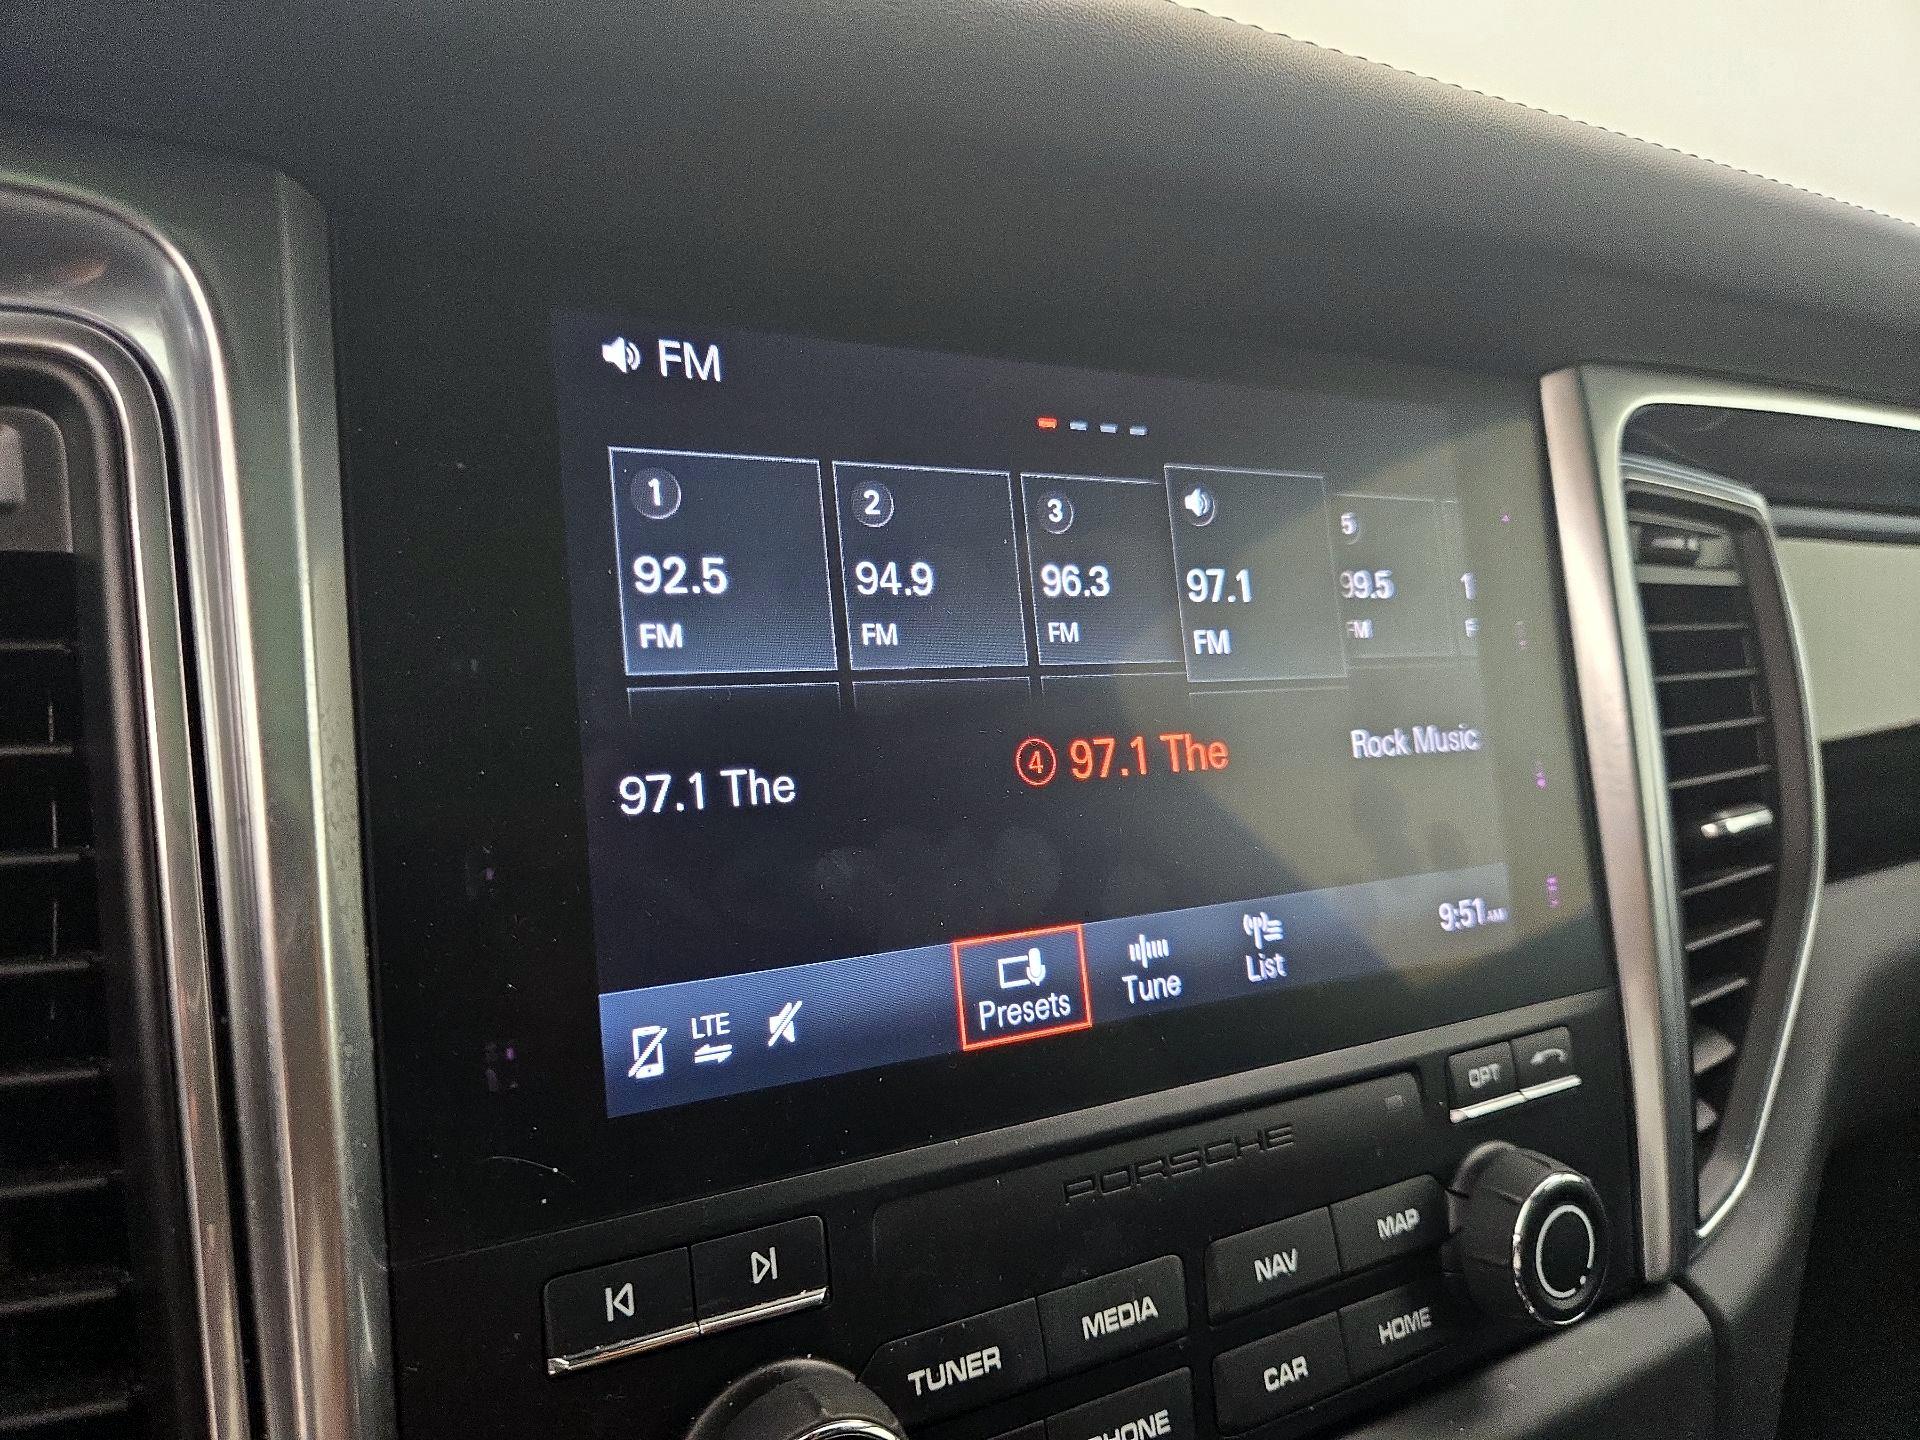 FM
1 2 3 5
92.5 94.9 96.3 97.1 99.5
FM FM FM FM FM
97.1 The
4 97.1 The
Rock Music
LTE
Presets
Tune
List
9:51 AM
OPT
PORSCHE
NAV
MAP
TUNER
MEDIA
CAR
HOME